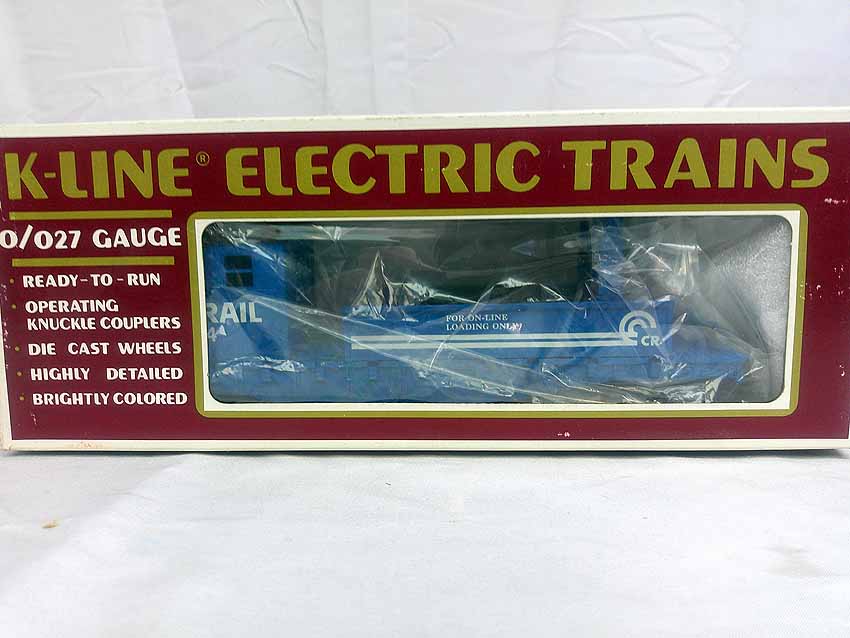 K-LINE® ELECTRIC TRAINS
O/027 GAUGE
· READY-TO-RUN
· OPERATING
KNUCKLE COUPLERS
· DIE CAST WHEELS
· HIGHLY DETAILED
· BRIGHTLY COLORED
RAIL
4A
FOR ON-LINE
LOADING ONLY!
CR